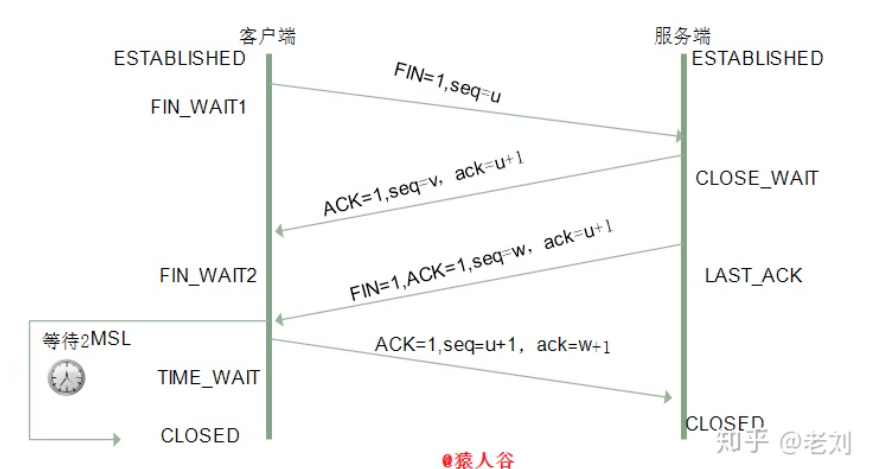 客户端
服务端
ESTABLISHED
ESTABLISHED
FIN=1,seq=u
FIN_WAIT1
ACK=1,seq=v，ack=u+1
CLOSE_WAIT
FIN=1,ACK=1,seq=w，ack=u+1
FIN_WAIT2
LAST_ACK
等待2MSL
ACK=1,seq=u+1，ack=w+1
TIME_WAIT
CLOSED
CLOSED
知乎 @老刘
@猿人谷